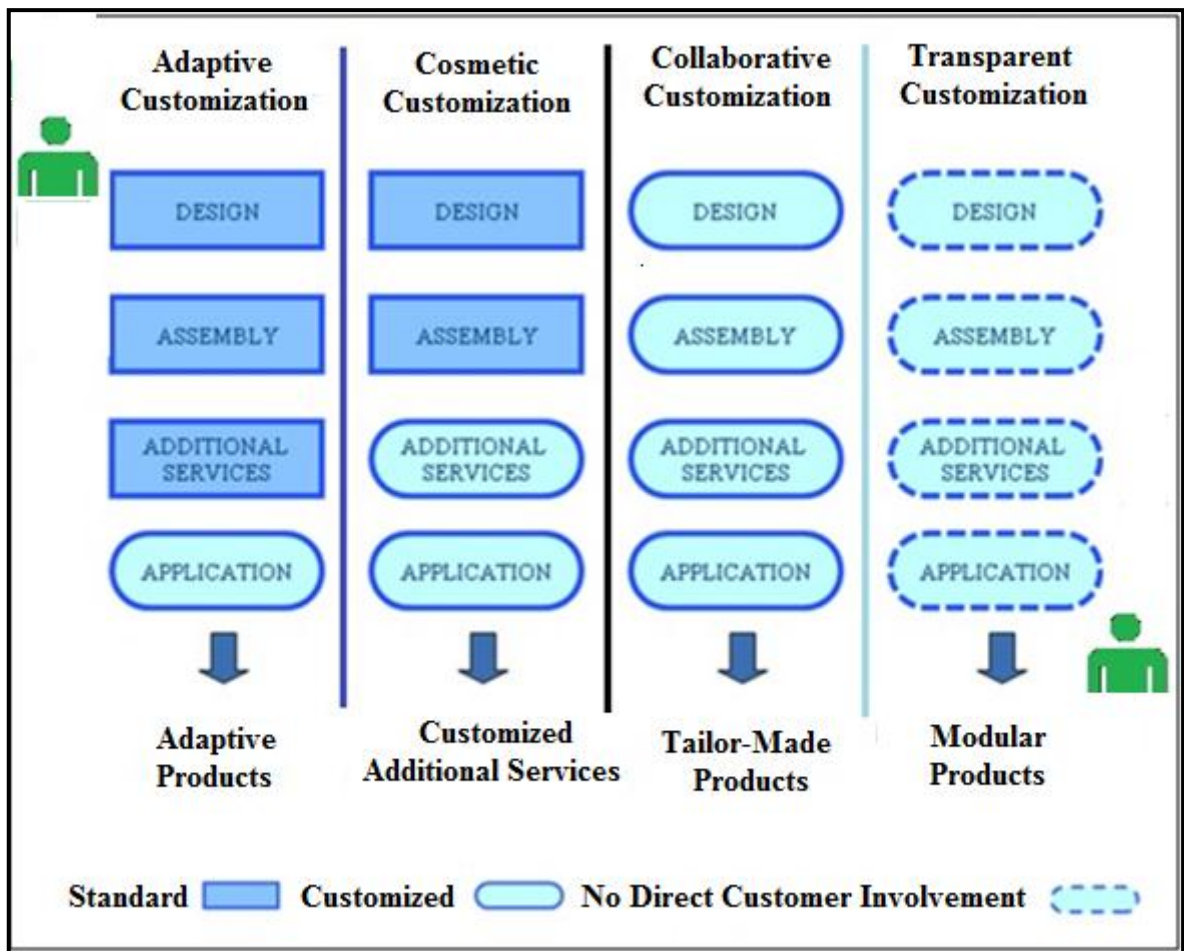 Adaptive
Customization
Cosmetic
Customization
Collaborative
Customization
Transparent
Customization
DESIGN
DESIGN
DESIGN
DESIGN
ASSEMBLY
ASSEMBLY
ASSEMBLY
ASSEMBLY
ADDITIONAL
SERVICES
ADDITIONAL
SERVICES
ADDITIONAL
SERVICES
ADDITIONAL
SERVICES
APPLICATION
APPLICATION
APPLICATION
APPLICATION
Adaptive
Products
Customized
Additional Services
Tailor-Made
Products
Modular
Products
Standard
Customized
No Direct Customer Involvement